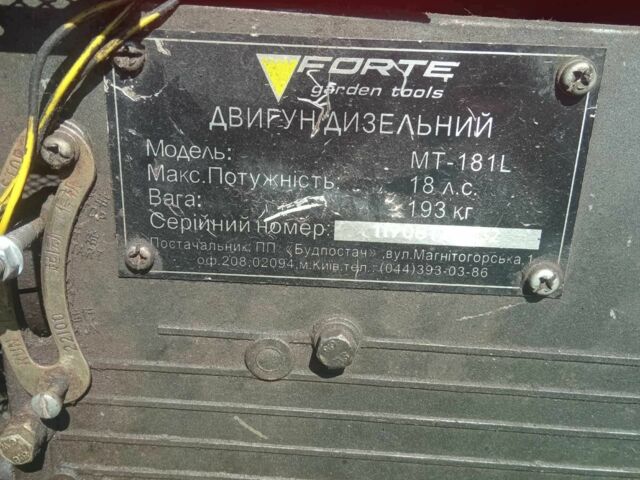 FORTE
garden tools
ДВИГУН ДИЗЕЛЬНИЙ
Модель: МТ-181L
Макс.Потужність: 18 л.с.
Вага: 193 кг
Серійний номер:
Постачальник ПП «Будпостач» ,вул.Магнітогорська,1
оф.208,02094,м.Київ,тел.: (044)393-03-86